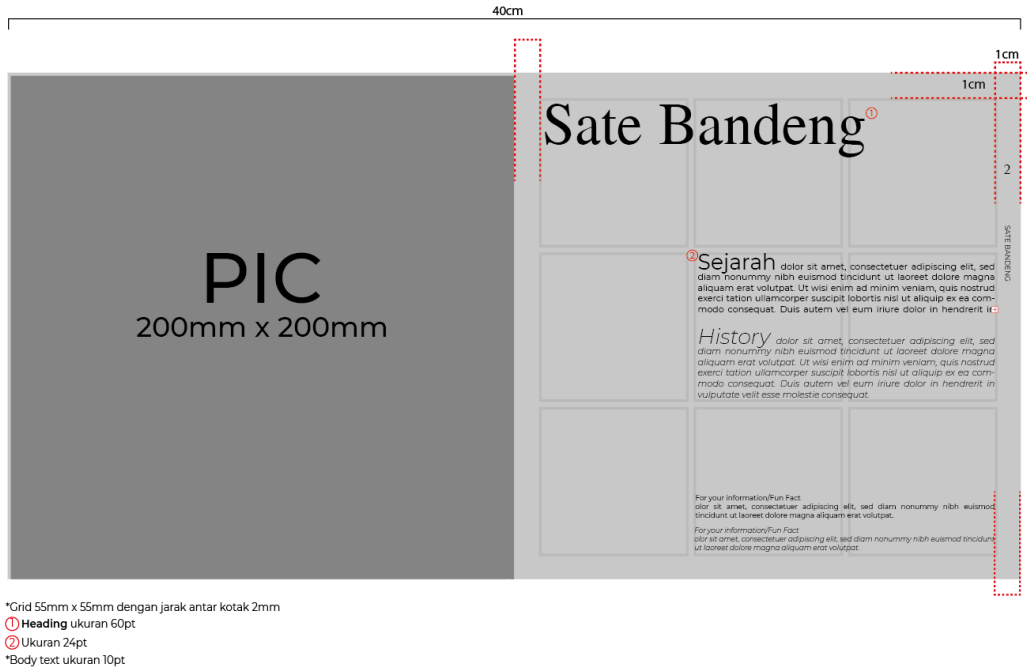 40cm
1cm
1cm
Sate Bandeng 1
2
SATE BANDENG
PIC
200mm x 200mm
2 Sejarah dolor sit amet, consectetuer adipiscing elit, sed
diam nonummy nibh euismod tincidunt ut laoreet dolore magna
aliquam erat volutpat. Ut wisi enim ad minim veniam, quis nostrud
exerci tation ullamcorper suscipit lobortis nisl ut aliquip ex ea com-
modo consequat. Duis autem vel eum iriure dolor in hendrerit in
History dolor sit amet, consectetuer adipiscing elit, sed
diam nonummy nibh euismod tincidunt ut laoreet dolore magna
aliquam erat volutpat. Ut wisi enim ad minim veniam, quis nostrud
exerci tation ullamcorper suscipit lobortis nisl ut aliquip ex ea com-
modo consequat. Duis autem vel eum iriure dolor in hendrerit in
vulputate velit esse molestie consequat.
For your information/Fun Fact
olor sit amet, consectetuer adipiscing elit, sed diam nonummy nibh euismod
tincidunt ut laoreet dolore magna aliquam erat volutpat.
For your information/Fun Fact
olor sit amet, consectetuer adipiscing elit, sed diam nonummy nibh euismod tincidunt
ut laoreet dolore magna aliquam erat volutpat
*Grid 55mm x 55mm dengan jarak antar kotak 2mm
1 Heading ukuran 60pt
2 Ukuran 24pt
*Body text ukuran 10pt